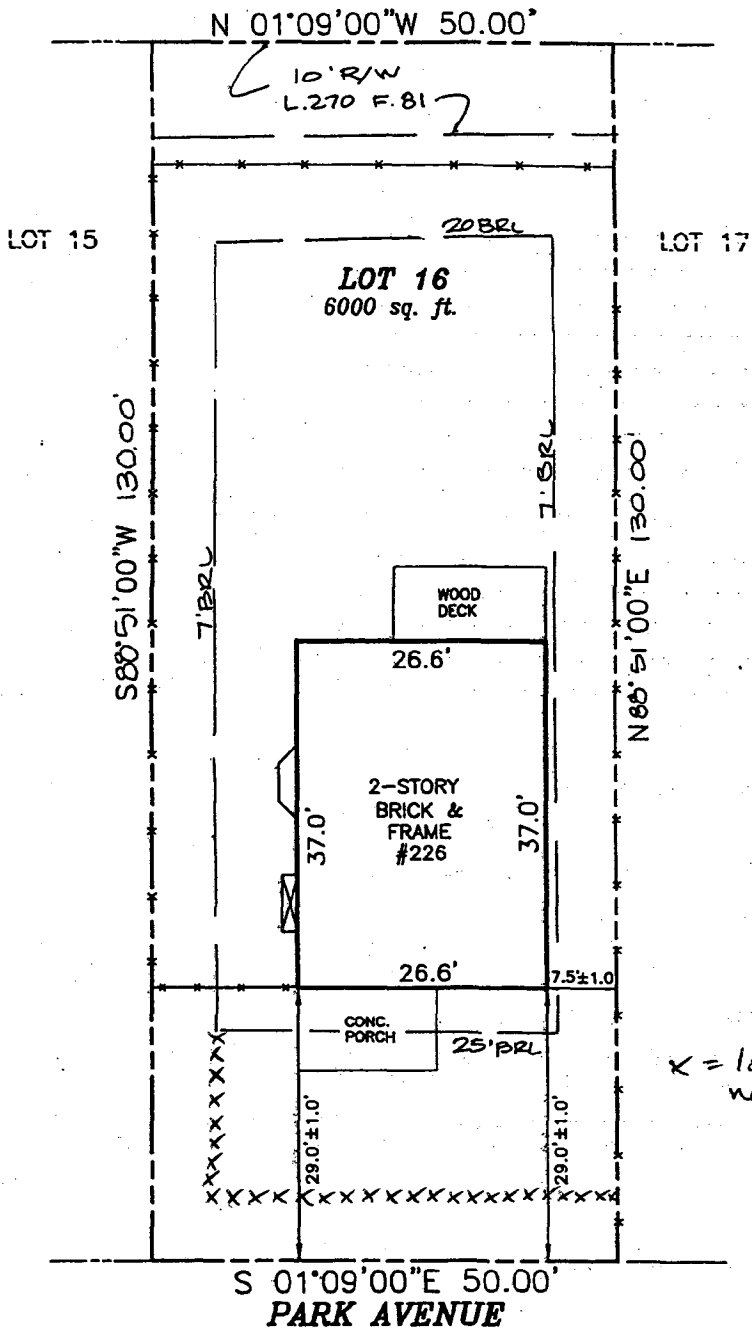 N 01°09'00"W 50.00'
10' R/W
L.270 F.81
LOT 15
20 BRL
LOT 17
LOT 16
6000 sq. ft.
S88°51'00"W 130.00'
7' BRL
7' BRL
N88°51'00"E 130.00'
WOOD
DECK
26.6'
2-STORY
BRICK &
FRAME
#226
37.0'
37.0'
26.6'
7.5'±1.0
CONC.
PORCH
25' BRL
x =
29.0'±1.0'
29.0'±1.0'
S 01°09'00"E 50.00'
PARK AVENUE